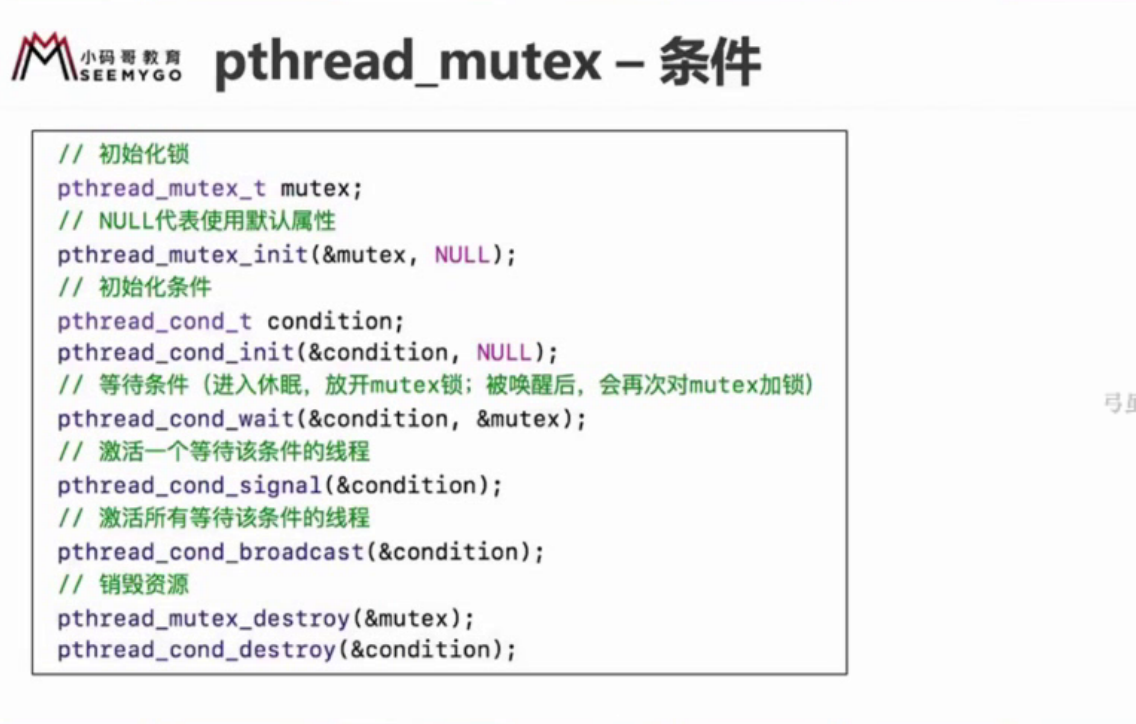 小码哥教育
SEEMYGO
pthread_mutex – 条件
// 初始化锁
pthread_mutex_t mutex;
// NULL代表使用默认属性
pthread_mutex_init(&mutex, NULL);
// 初始化条件
pthread_cond_t condition;
pthread_cond_init(&condition, NULL);
// 等待条件（进入休眠，放开mutex锁；被唤醒后，会再次对mutex加锁）
pthread_cond_wait(&condition, &mutex);
// 激活一个等待该条件的线程
pthread_cond_signal(&condition);
// 激活所有等待该条件的线程
pthread_cond_broadcast(&condition);
// 销毁资源
pthread_mutex_destroy(&mutex);
pthread_cond_destroy(&condition);